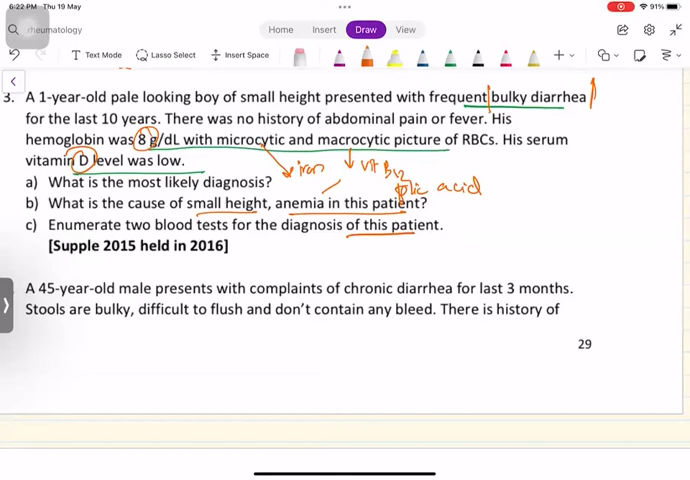 6:22 PM Thu 19 May
91%
rheumatology
Home Insert Draw View
Text Mode Lasso Select Insert Space
3. A 1-year-old pale looking boy of small height presented with frequent bulky diarrhea
for the last 10 years. There was no history of abdominal pain or fever. His
hemoglobin was 8 g/dL with microcytic and macrocytic picture of RBCs. His serum
vitamin D level was low.
iron vit B12
folic acid
a) What is the most likely diagnosis?
b) What is the cause of small height, anemia in this patient?
c) Enumerate two blood tests for the diagnosis of this patient.
[Supple 2015 held in 2016]
A 45-year-old male presents with complaints of chronic diarrhea for last 3 months.
Stools are bulky, difficult to flush and don't contain any bleed. There is history of
29